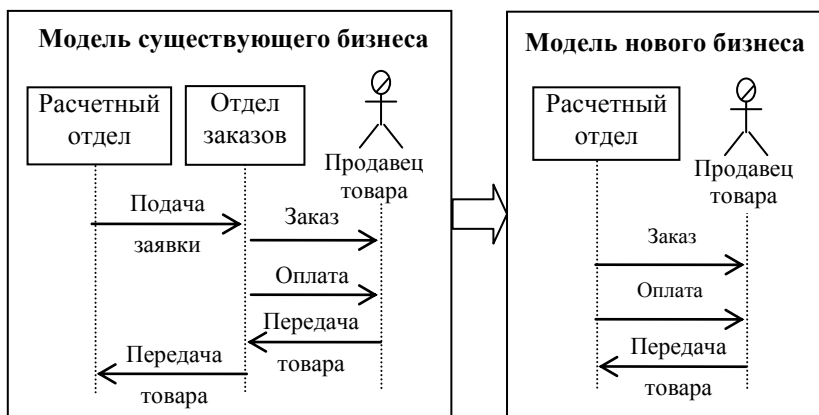 Модель существующего бизнеса
Расчетный
отдел
Отдел
заказов
Продавец
товара
Подача
заявки
Заказ
Оплата
Передача
товара
Передача
товара
Модель нового бизнеса
Расчетный
отдел
Продавец
товара
Заказ
Оплата
Передача
товара